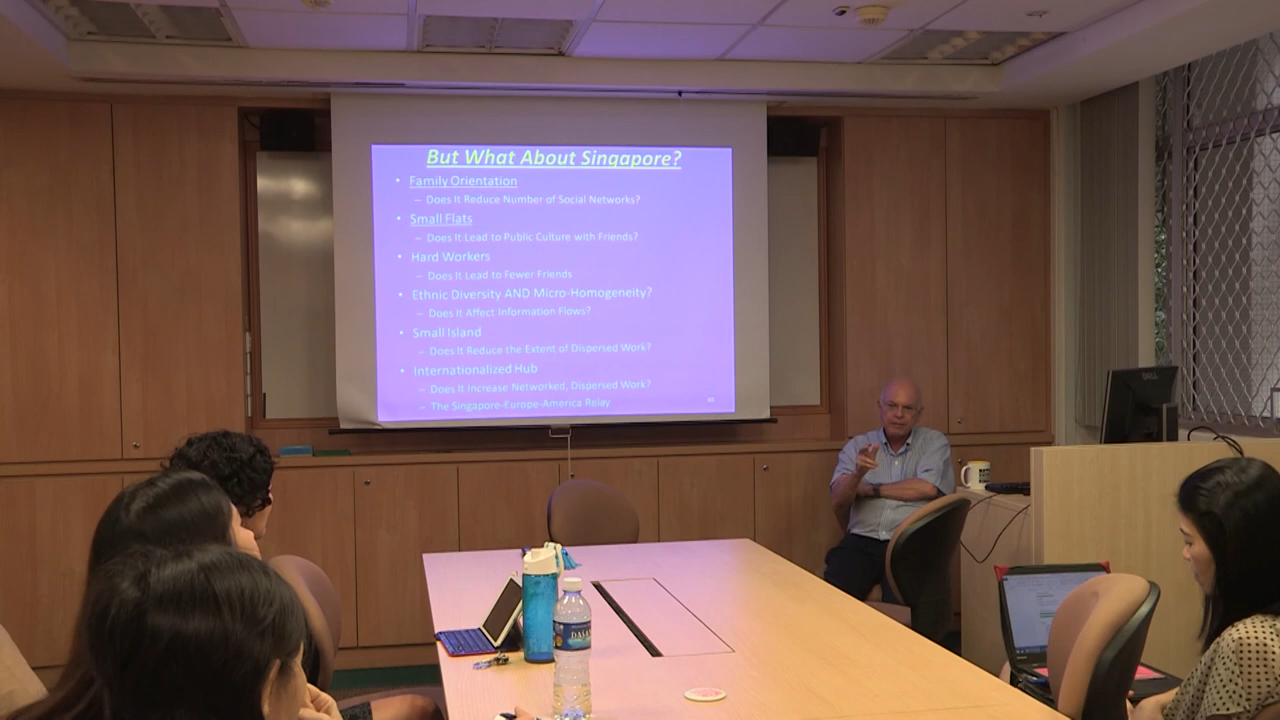 But What About Singapore?
• Family Orientation
– Does It Reduce Number of Social Networks?
• Small Flats
– Does It Lead to Public Culture with Friends?
• Hard Workers
– Does It Lead to Fewer Friends
• Ethnic Diversity AND Micro-Homogeneity?
– Does It Affect Information Flows?
• Small Island
– Does It Reduce the Extent of Dispersed Work?
• Internationalized Hub
– Does It Increase Networked, Dispersed Work?
– The Singapore-Europe-America Relay
DELL